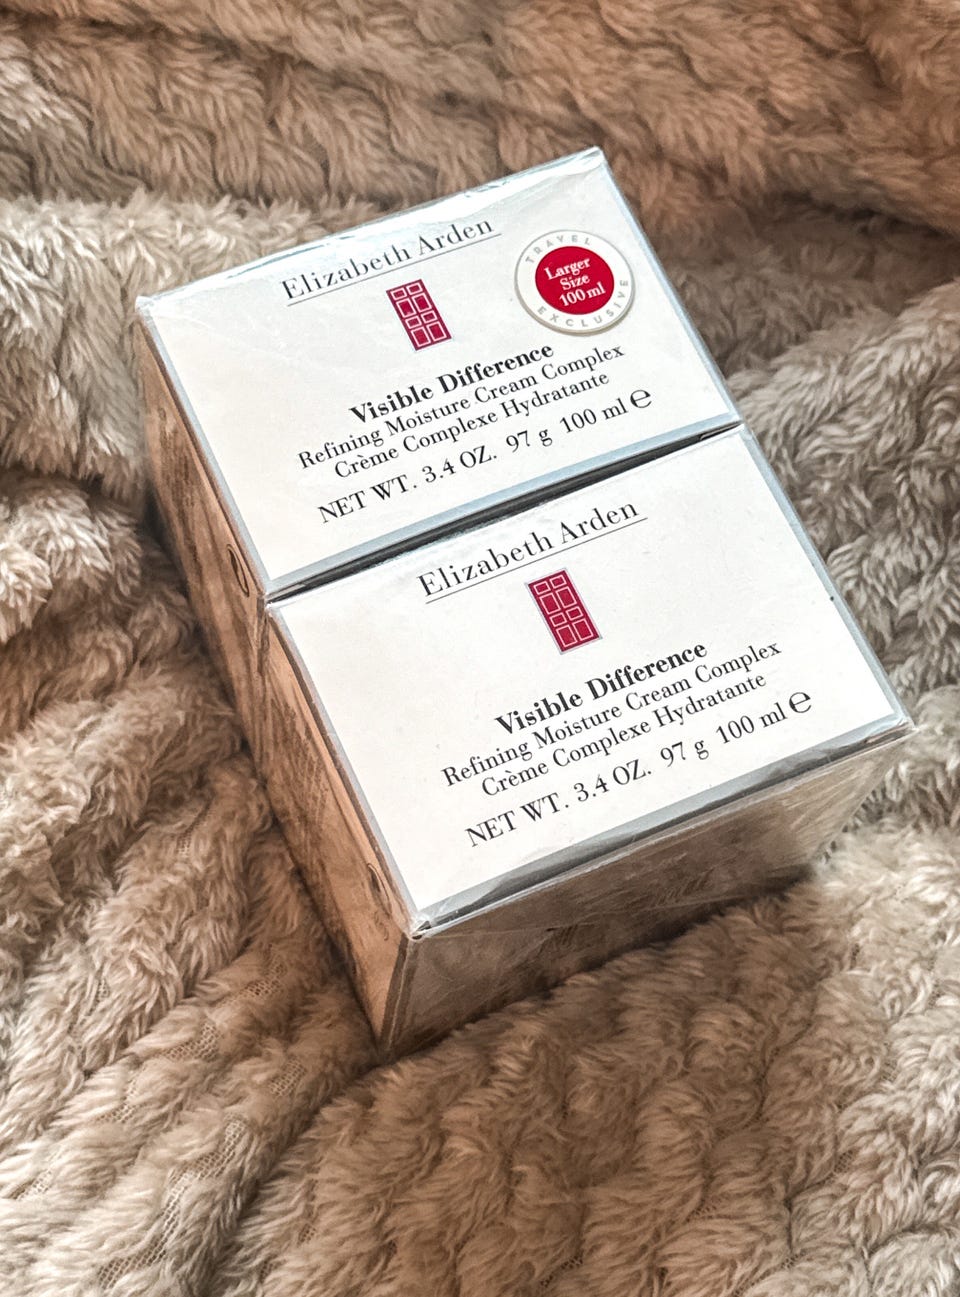 Elizabeth Arden
TRAVEL
Larger
Size
100 ml
EXCLUSIVE
Visible Difference
Refining Moisture Cream Complex
Crème Complexe Hydratante
NET WT. 3.4 OZ. 97 g 100 ml ℮
Elizabeth Arden
Visible Difference
Refining Moisture Cream Complex
Crème Complexe Hydratante
NET WT. 3.4 OZ. 97 g 100 ml ℮